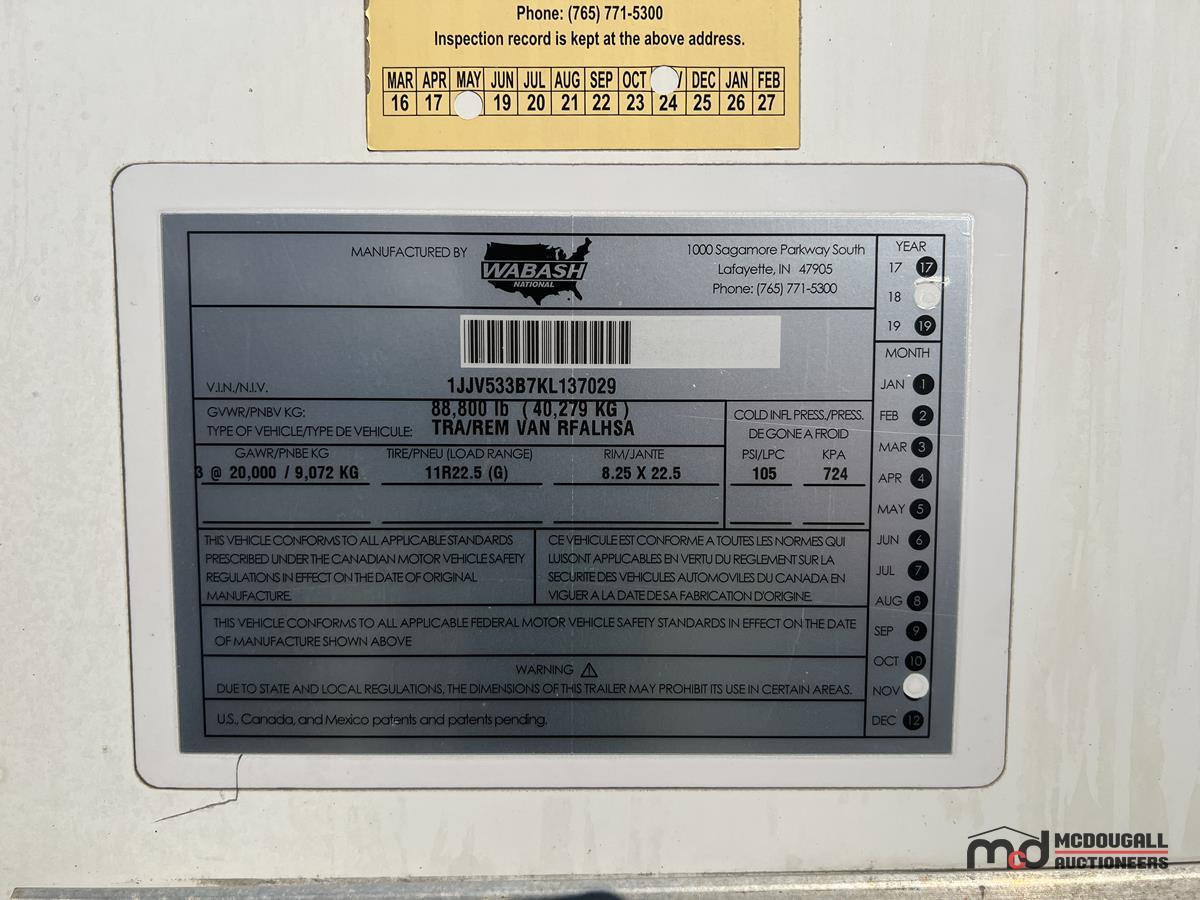 Phone: (765) 771-5300
Inspection record is kept at the above address.
MAR APR MAY JUN JUL AUG SEP OCT DEC JAN FEB
16 17 19 20 21 22 23 24 25 26 27
MANUFACTURED BY
WABASH
NATIONAL
1000 Sagamore Parkway South
Lafayette, IN 47905
Phone: (765) 771-5300
V.I.N./N.I.V.
1JJV533B7KL137029
GVWR/PNBV KG: 88,800 lb ( 40,279 KG )
TYPE OF VEHICLE/TYPE DE VEHICULE: TRA/REM VAN RFALHSA
COLD INFL PRESS./PRESS.
DE GONE A FROID
GAWR/PNBE KG TIRE/PNEU (LOAD RANGE) RIM/JANTE PSI/LPC KPA
3 @ 20,000 / 9,072 KG 11R22.5 (G) 8.25 X 22.5 105 724
THIS VEHICLE CONFORMS TO ALL APPLICABLE STANDARDS
PRESCRIBED UNDER THE CANADIAN MOTOR VEHICLE SAFETY
REGULATIONS IN EFFECT ON THE DATE OF ORIGINAL
MANUFACTURE.
CE VEHICULE EST CONFORME A TOUTES LES NORMES QUI
LUISONT APPLICABLES EN VERTU DU REGLEMENT SUR LA
SECURITE DES VEHICULES AUTOMOVILES DU CANADA EN
VIGUER A LA DATE DE SA FABRICATION D'ORIGINE.
THIS VEHICLE CONFORMS TO ALL APPLICABLE FEDERAL MOTOR VEHICLE SAFETY STANDARDS IN EFFECT ON THE DATE
OF MANUFACTURE SHOWN ABOVE
WARNING
DUE TO STATE AND LOCAL REGULATIONS, THE DIMENSIONS OF THIS TRAILER MAY PROHIBIT ITS USE IN CERTAIN AREAS.
U.S., Canada, and Mexico patents and patents pending.
YEAR
17 17
18
19 19
MONTH
JAN 1
FEB 2
MAR 3
APR 4
MAY 5
JUN 6
JUL 7
AUG 8
SEP 9
OCT 10
NOV
DEC 12
mcd
MCDOUGALL
AUCTIONEERS